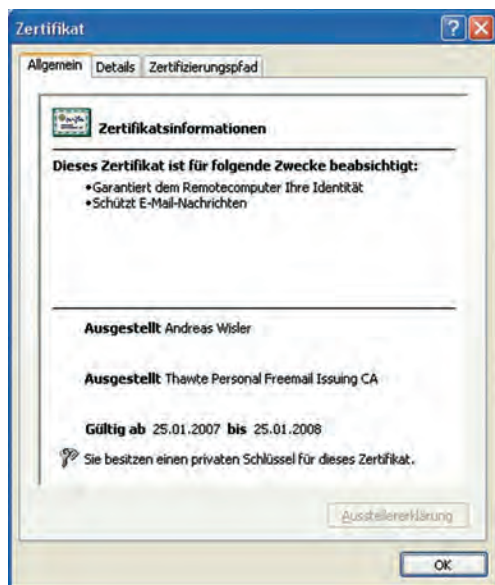 Zertifikat
Allgemein Details Zertifizierungspfad
Zertifikatsinformationen
Dieses Zertifikat ist für folgende Zwecke beabsichtigt:
•Garantiert dem Remotecomputer Ihre Identität
•Schützt E-Mail-Nachrichten
Ausgestellt Andreas Wisler
Ausgestellt Thawte Personal Freemail Issuing CA
Gültig ab 25.01.2007 bis 25.01.2008
Sie besitzen einen privaten Schlüssel für dieses Zertifikat.
Ausstellererklärung
OK